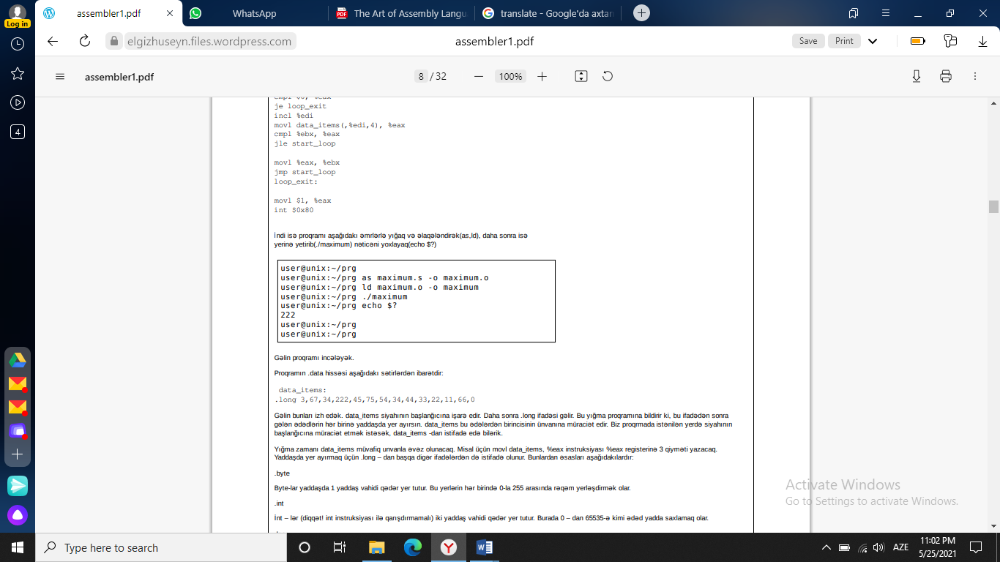 Log in
assembler1.pdf
WhatsApp
PDF The Art of Assembly Langu
translate - Google'da axtar
elgizhuseyn.files.wordpress.com
assembler1.pdf
Save
Print
assembler1.pdf
8 / 32
100%
je loop_exit
incl %edi
movl data_items(,%edi,4), %eax
cmpl %ebx, %eax
jle start_loop
movl %eax, %ebx
jmp start_loop
loop_exit:
movl $1, %eax
int $0x80
İndi isə proqramı aşağıdakı əmrlərlə yığaq və əlaqələndirək(as,ld), daha sonra isə
yerinə yetirib(./maximum) nəticəni yoxlayaq(echo $?)
user@unix:~/prg
user@unix:~/prg as maximum.s -o maximum.o
user@unix:~/prg ld maximum.o -o maximum
user@unix:~/prg ./maximum
user@unix:~/prg echo $?
222
user@unix:~/prg
user@unix:~/prg
Gəlin proqramı incələyək.
Proqramın .data hissəsi aşağıdakı sətirlərdən ibarətdir:
data_items:
.long 3,67,34,222,45,75,54,34,44,33,22,11,66,0
Gəlin bunları izh edək. data_items siyahının başlanğıcına işarə edir. Daha sonra .long ifadəsi gəlir. Bu yığma proqramına bildirir ki, bu ifadədən sonra
gələn ədədlərin hər birinə yaddaşda yer ayırsın. data_items bu ədələrdən birincisinin ünvanına müraciət edir. Biz proqrmada istənilən yerdə siyahının
başlanğıcına müraciət etmək istəsək, data_items -dan istifadə edə bilərik.
Yığma zamanı data_items müvafiq unvanla əvəz olunacaq. Misal üçün movl data_items, %eax instruksiyası %eax registerinə 3 qiyməti yazacaq.
Yaddaşda yer ayırmaq üçün .long – dan başqa digər ifadələrdən də istifadə olunur. Bunlardan əsasları aşağıdakılardır:
.byte
Byte-lar yaddaşda 1 yaddaş vahidi qədər yer tutur. Bu yerlərin hər birində 0-la 255 arasında rəqəm yerləşdirmək olar.
.int
İnt – lər (diqqət! int instruksiyası ilə qarışdırmamalı) iki yaddaş vahidi qədər yer tutur. Burada 0 – dan 65535-ə kimi ədəd yadda saxlamaq olar.
4
Activate Windows
Go to Settings to activate Windows.
Type here to search
AZE
11:02 PM
5/25/2021